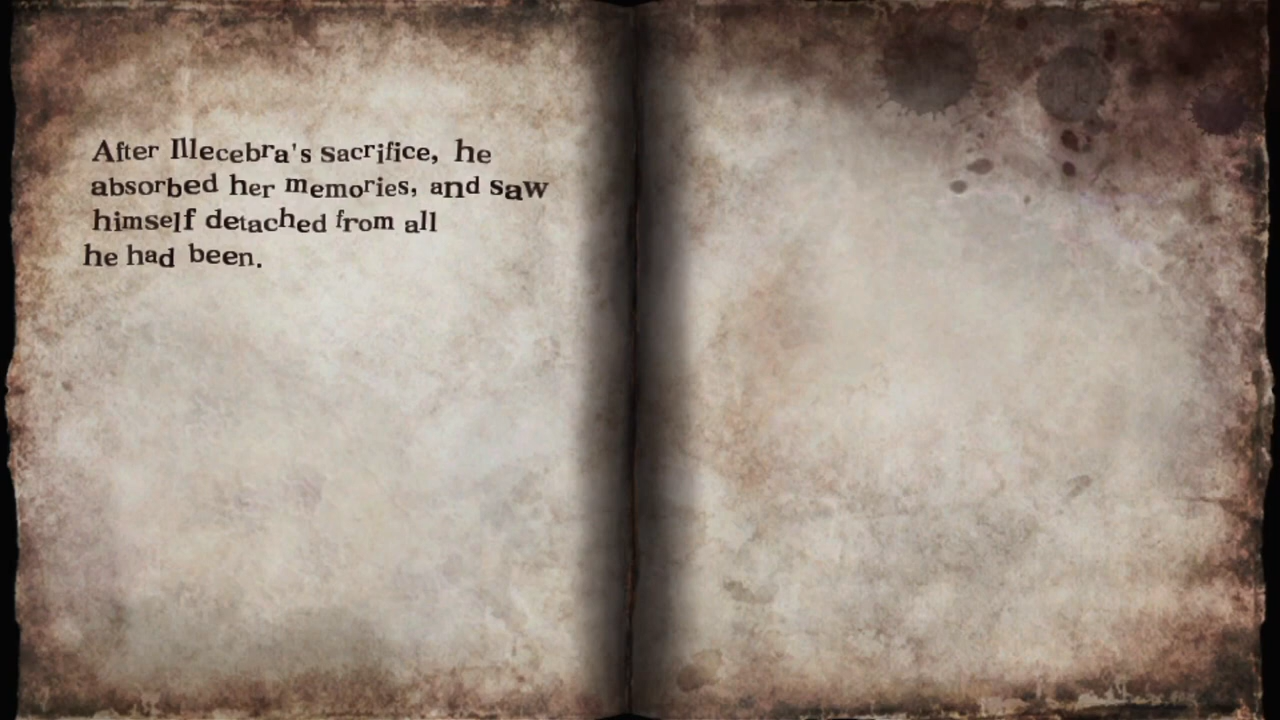 After Illecebra's sacrifice, he
absorbed her memories, and saw
himself detached from all
he had been.